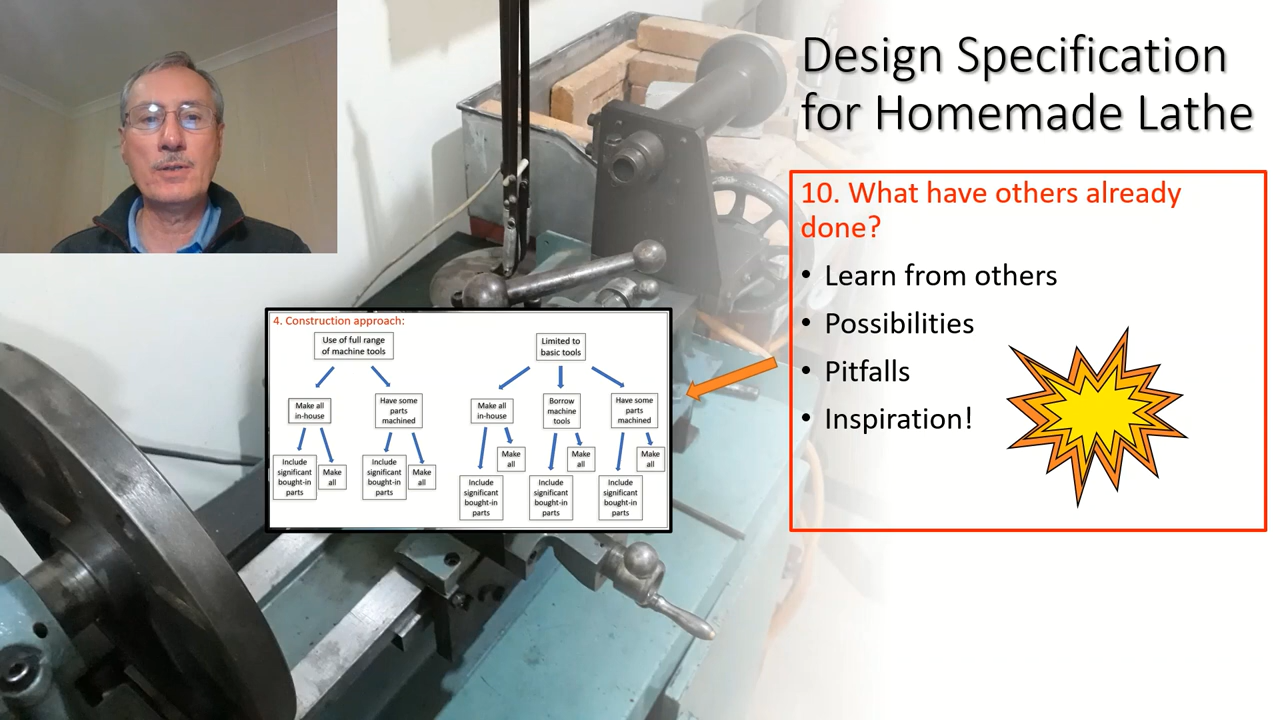 Design Specification
for Homemade Lathe
10. What have others already
done?
• Learn from others
• Possibilities
• Pitfalls
• Inspiration!
4. Construction approach:
Use of full range
of machine tools
Limited to
basic tools
Make all
in-house
Have some
parts
machined
Make all
in-house
Borrow
machine
tools
Have some
parts
machined
Include
significant
bought-in
parts
Make
all
Include
significant
bought-in
parts
Make
all
Make
all
Make
all
Make
all
Include
significant
bought-in
parts
Include
significant
bought-in
parts
Include
significant
bought-in
parts